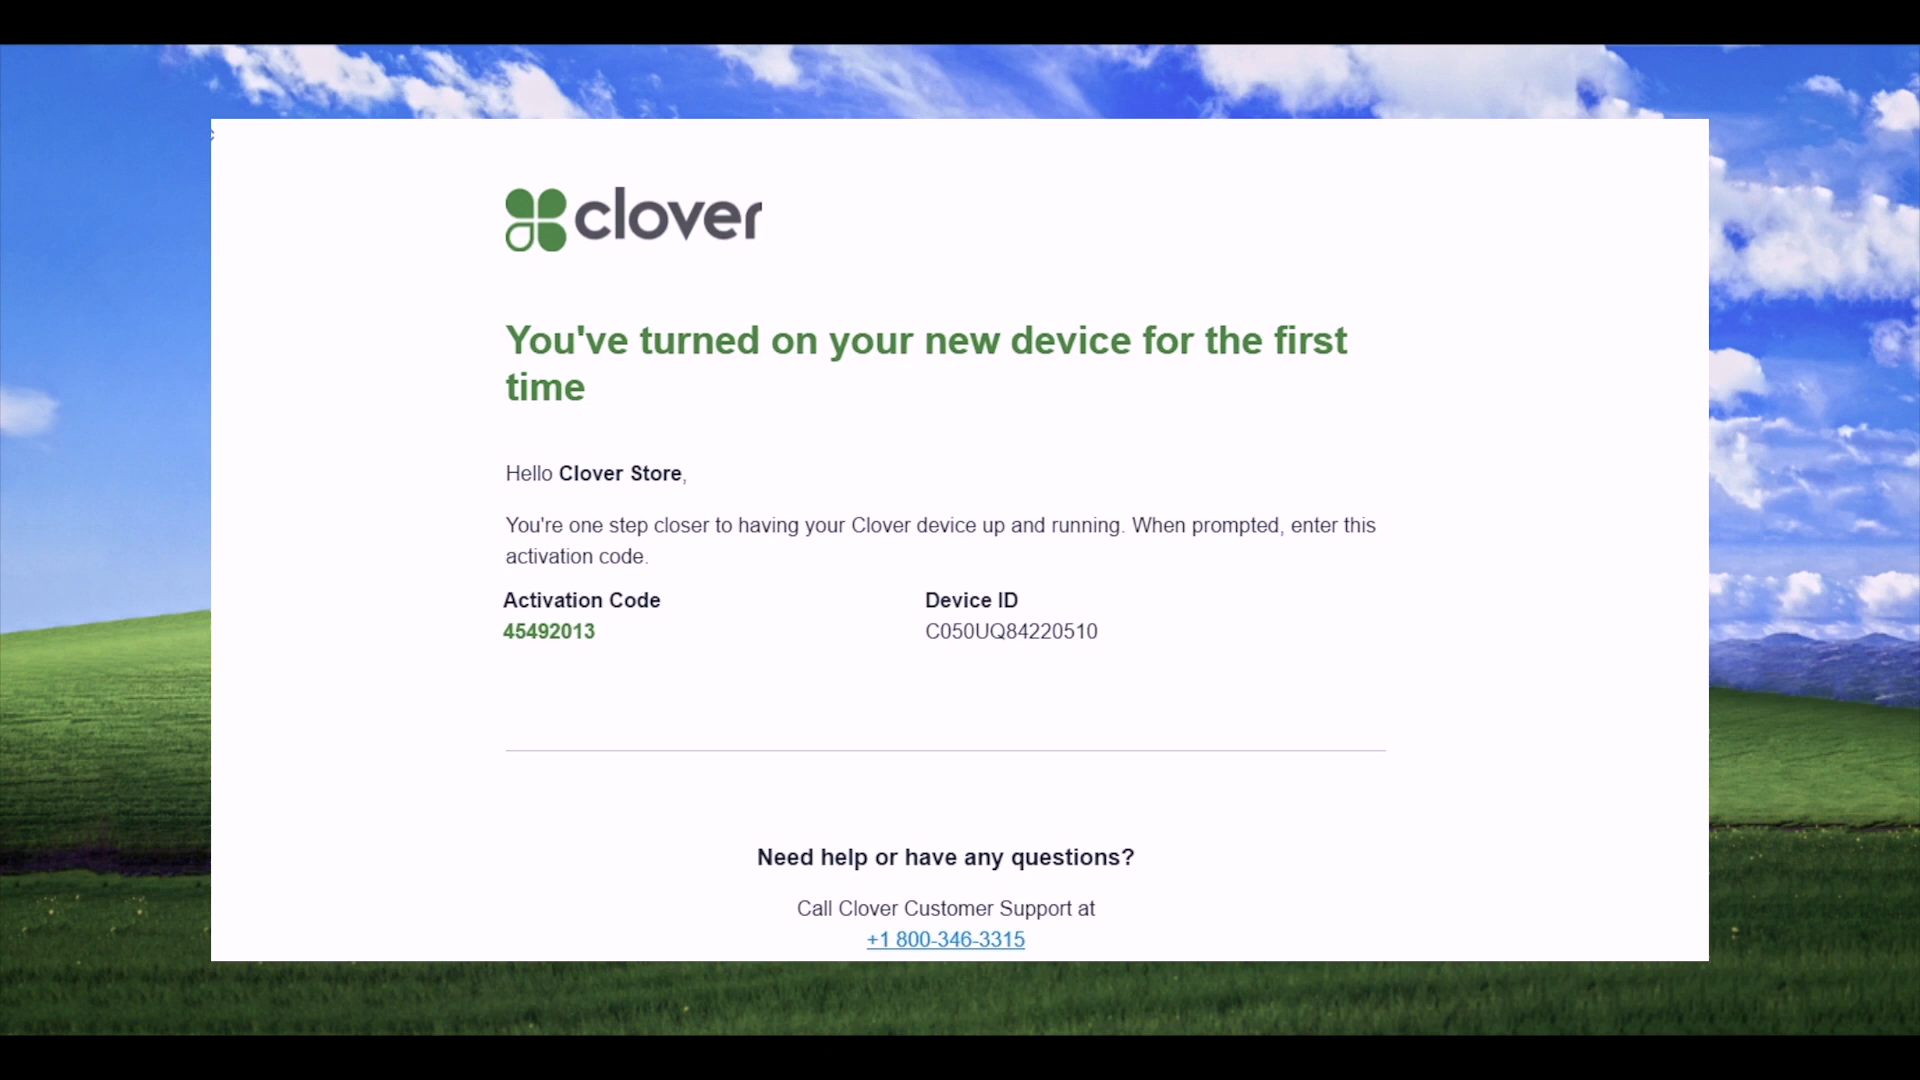 clover
You've turned on your new device for the first
time
Hello Clover Store,
You're one step closer to having your Clover device up and running. When prompted, enter this
activation code.
Activation Code
Device ID
45492013
C050UQ84220510
Need help or have any questions?
Call Clover Customer Support at
+1 800-346-3315